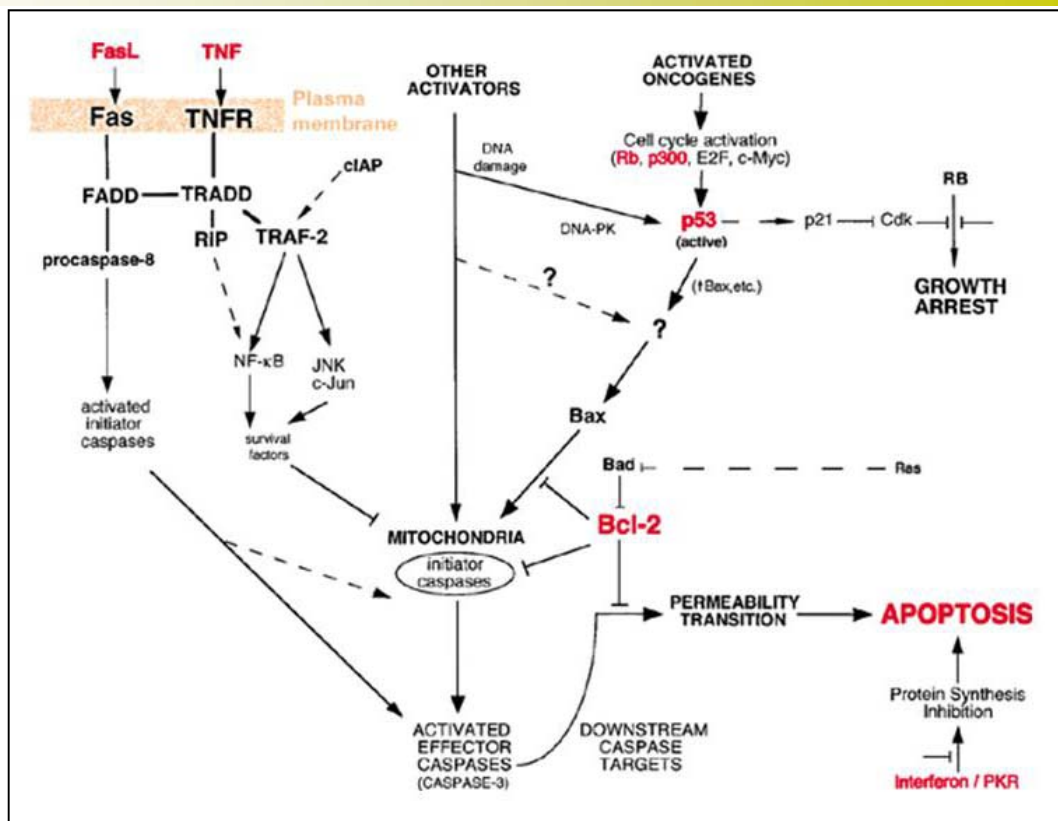 FasL
TNF
Fas
TNFR
Plasma
membrane
FADD
TRADD
cIAP
RIP
TRAF-2
procaspase-8
NF-κB
JNK
c-Jun
activated
initiator
caspases
survival
factors
OTHER
ACTIVATORS
DNA
damage
DNA-PK
?
ACTIVATED
ONCOGENES
Cell cycle activation
(Rb, p300, E2F, c-Myc)
p53
(active)
p21
Cdk
RB
GROWTH
ARREST
(↑Bax,etc.)
?
Bax
Bad
Ras
Bcl-2
MITOCHONDRIA
initiator
caspases
PERMEABILITY
TRANSITION
APOPTOSIS
Protein Synthesis
Inhibition
Interferon / PKR
ACTIVATED
EFFECTOR
CASPASES
(CASPASE-3)
DOWNSTREAM
CASPASE
TARGETS